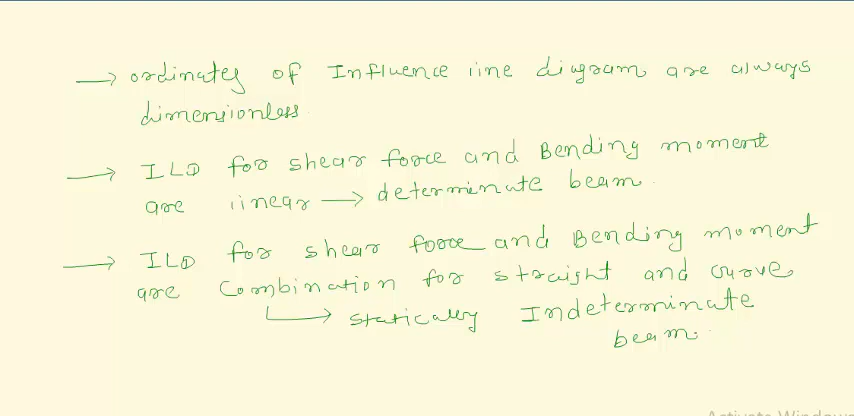 → ordinates of Influence line diagram are always
dimensionless.
→ ILD for shear force and Bending moment
are linear → determinate beam.
→ ILD for shear force and Bending moment
are Combination for straight and curve
↳ statically Indeterminate
beam.